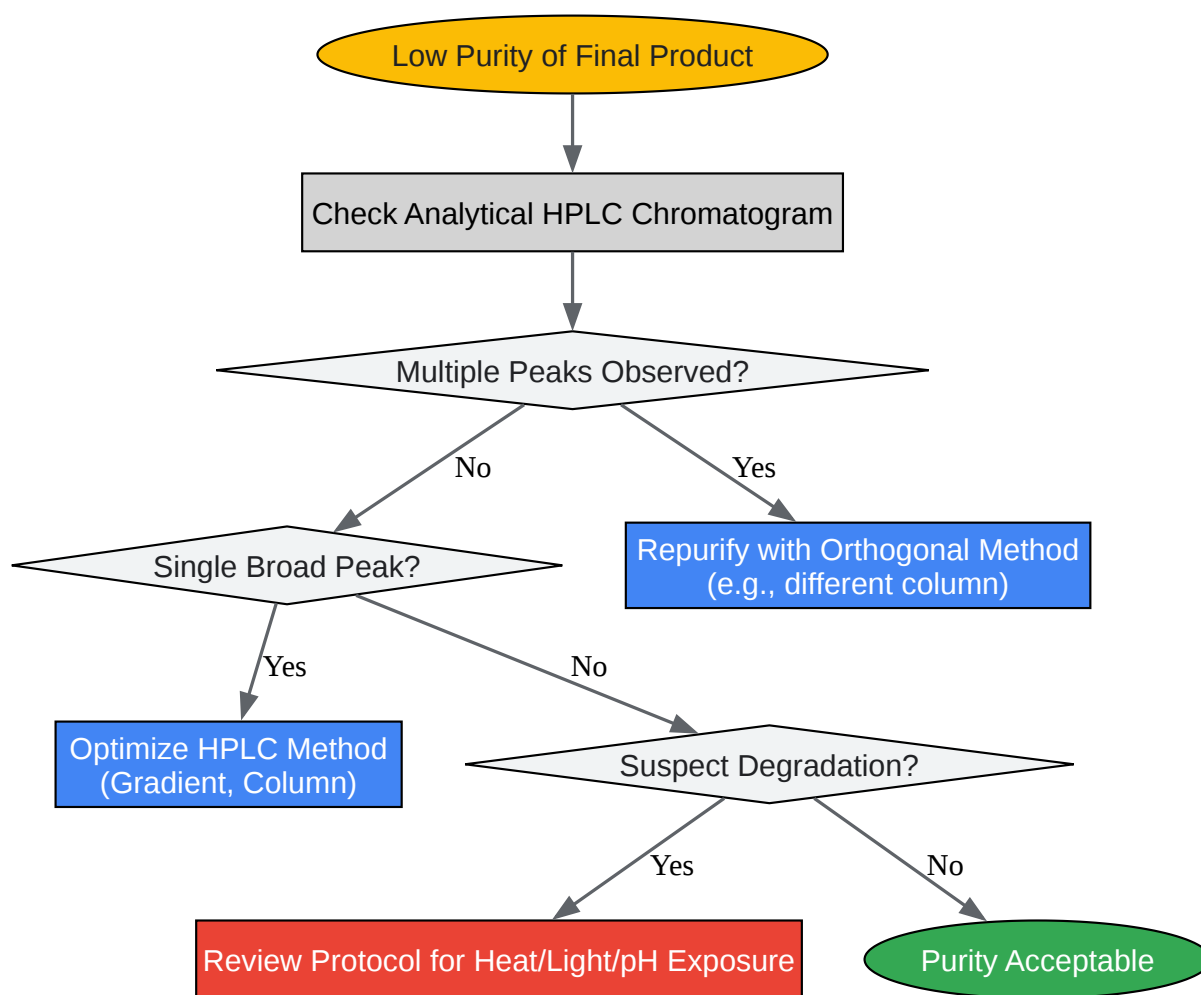 Low Purity of Final Product
Check Analytical HPLC Chromatogram
Multiple Peaks Observed?
No
Yes
Single Broad Peak?
Repurify with Orthogonal Method
(e.g., different column)
Yes
No
Optimize HPLC Method
(Gradient, Column)
Suspect Degradation?
Yes
No
Review Protocol for Heat/Light/pH Exposure
Purity Acceptable